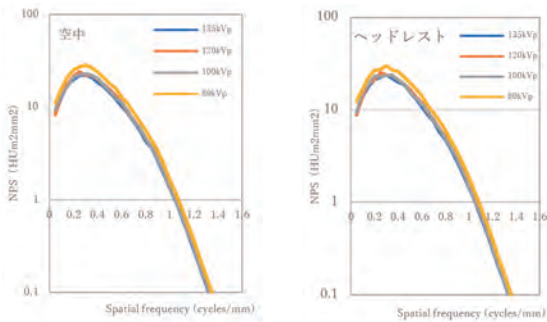 空中
135kVp
120kVp
100kVp
80kVp
NPS (HUm2mm2)
100
10
1
0.1
0 0.2 0.4 0.6 0.8 1 1.2 1.4 1.6
Spatial frequency (cycles/mm)
ヘッドレスト
135kVp
120kVp
100kVp
80kVp
NPS (HUm2mm2)
100
10
1
0.1
0 0.2 0.4 0.6 0.8 1 1.2 1.4 1.6
Spatial frequency (cycles/mm)